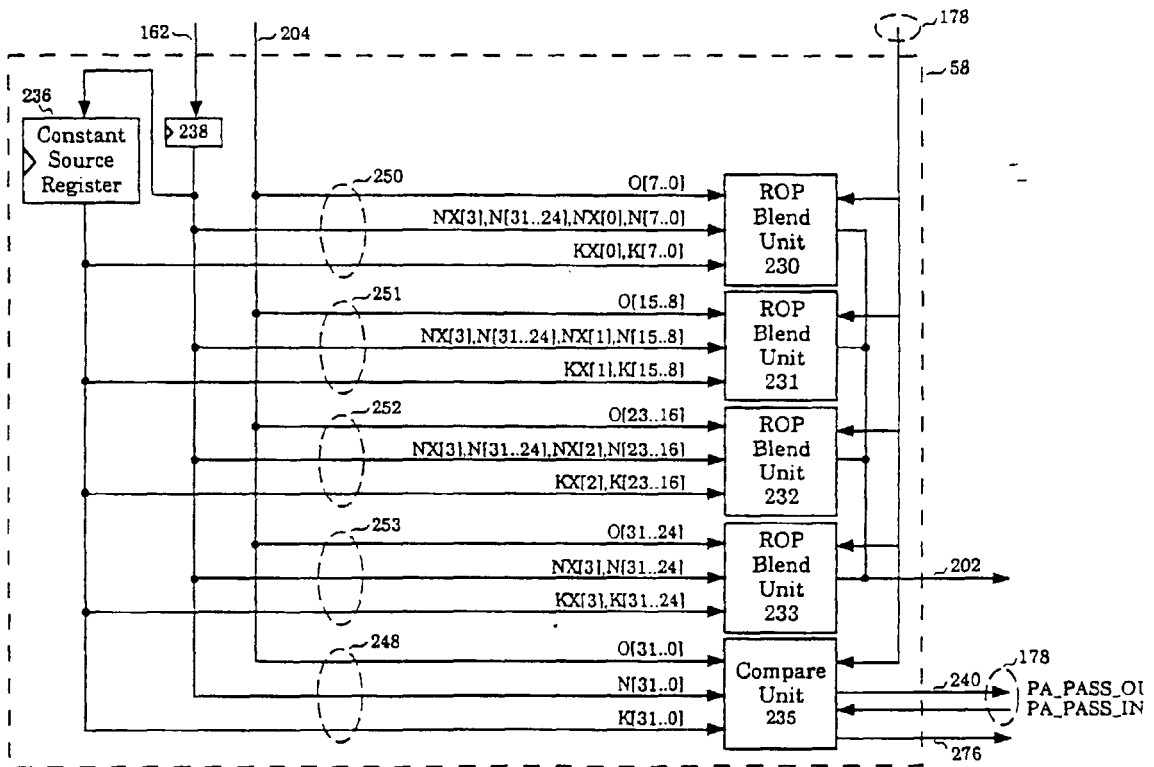 162
204
178
58
236
Constant
Source
Register
238
250
O[7..0]
NX[3],N[31..24],NX[0],N[7..0]
KX[0],K[7..0]
ROP
Blend
Unit
230
251
O[15..8]
NX[3],N[31..24],NX[1],N[15..8]
KX[1],K[15..8]
ROP
Blend
Unit
231
252
O[23..16]
NX[3],N[31..24],NX[2],N[23..16]
KX[2],K[23..16]
ROP
Blend
Unit
232
253
O[31..24]
NX[3],N[31..24]
KX[3],K[31..24]
ROP
Blend
Unit
233
202
248
O[31..0]
N[31..0]
K[31..0]
Compare
Unit
235
240
178
PA_PASS_OU
PA_PASS_IN
276